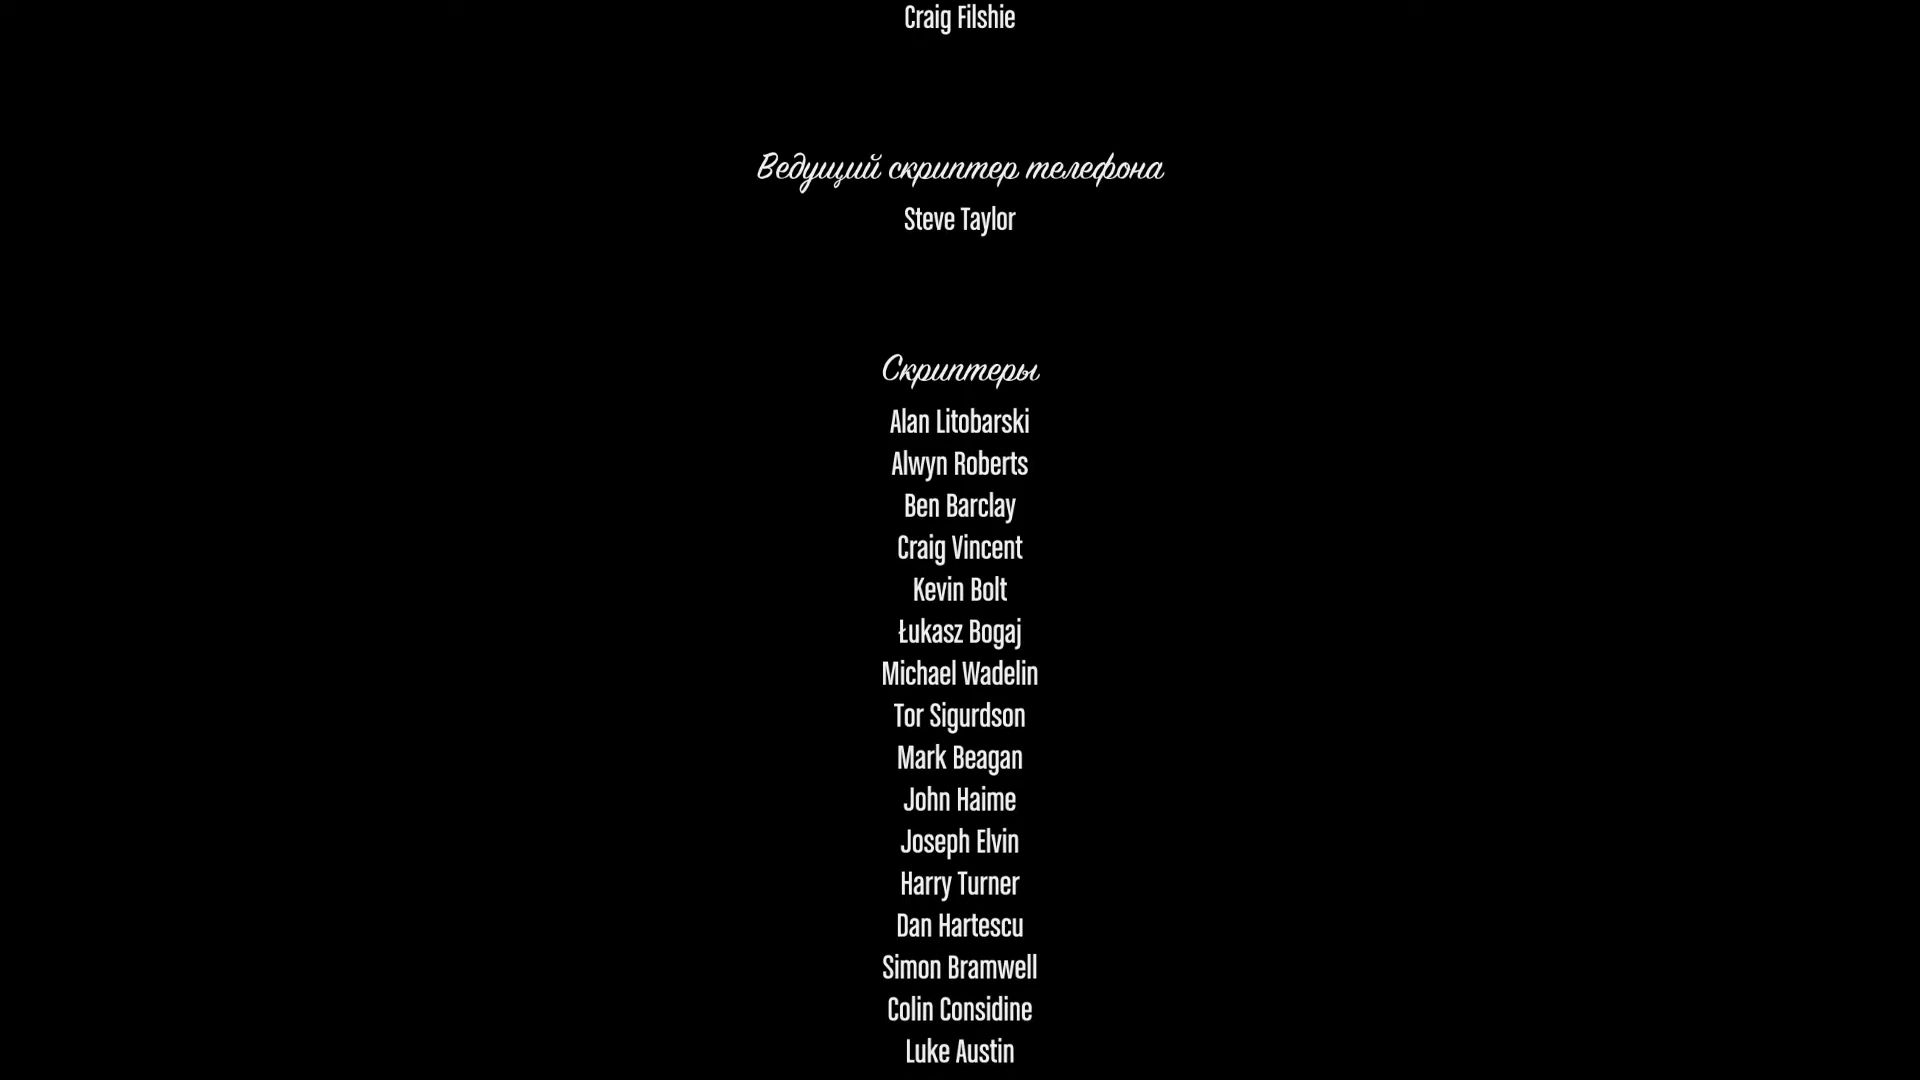 Craig Filshie
Ведущий скриптер телефона
Steve Taylor
Скриптеры
Alan Litobarski
Alwyn Roberts
Ben Barclay
Craig Vincent
Kevin Bolt
Łukasz Bogaj
Michael Wadelin
Tor Sigurdson
Mark Beagan
John Haime
Joseph Elvin
Harry Turner
Dan Hartescu
Simon Bramwell
Colin Considine
Luke Austin